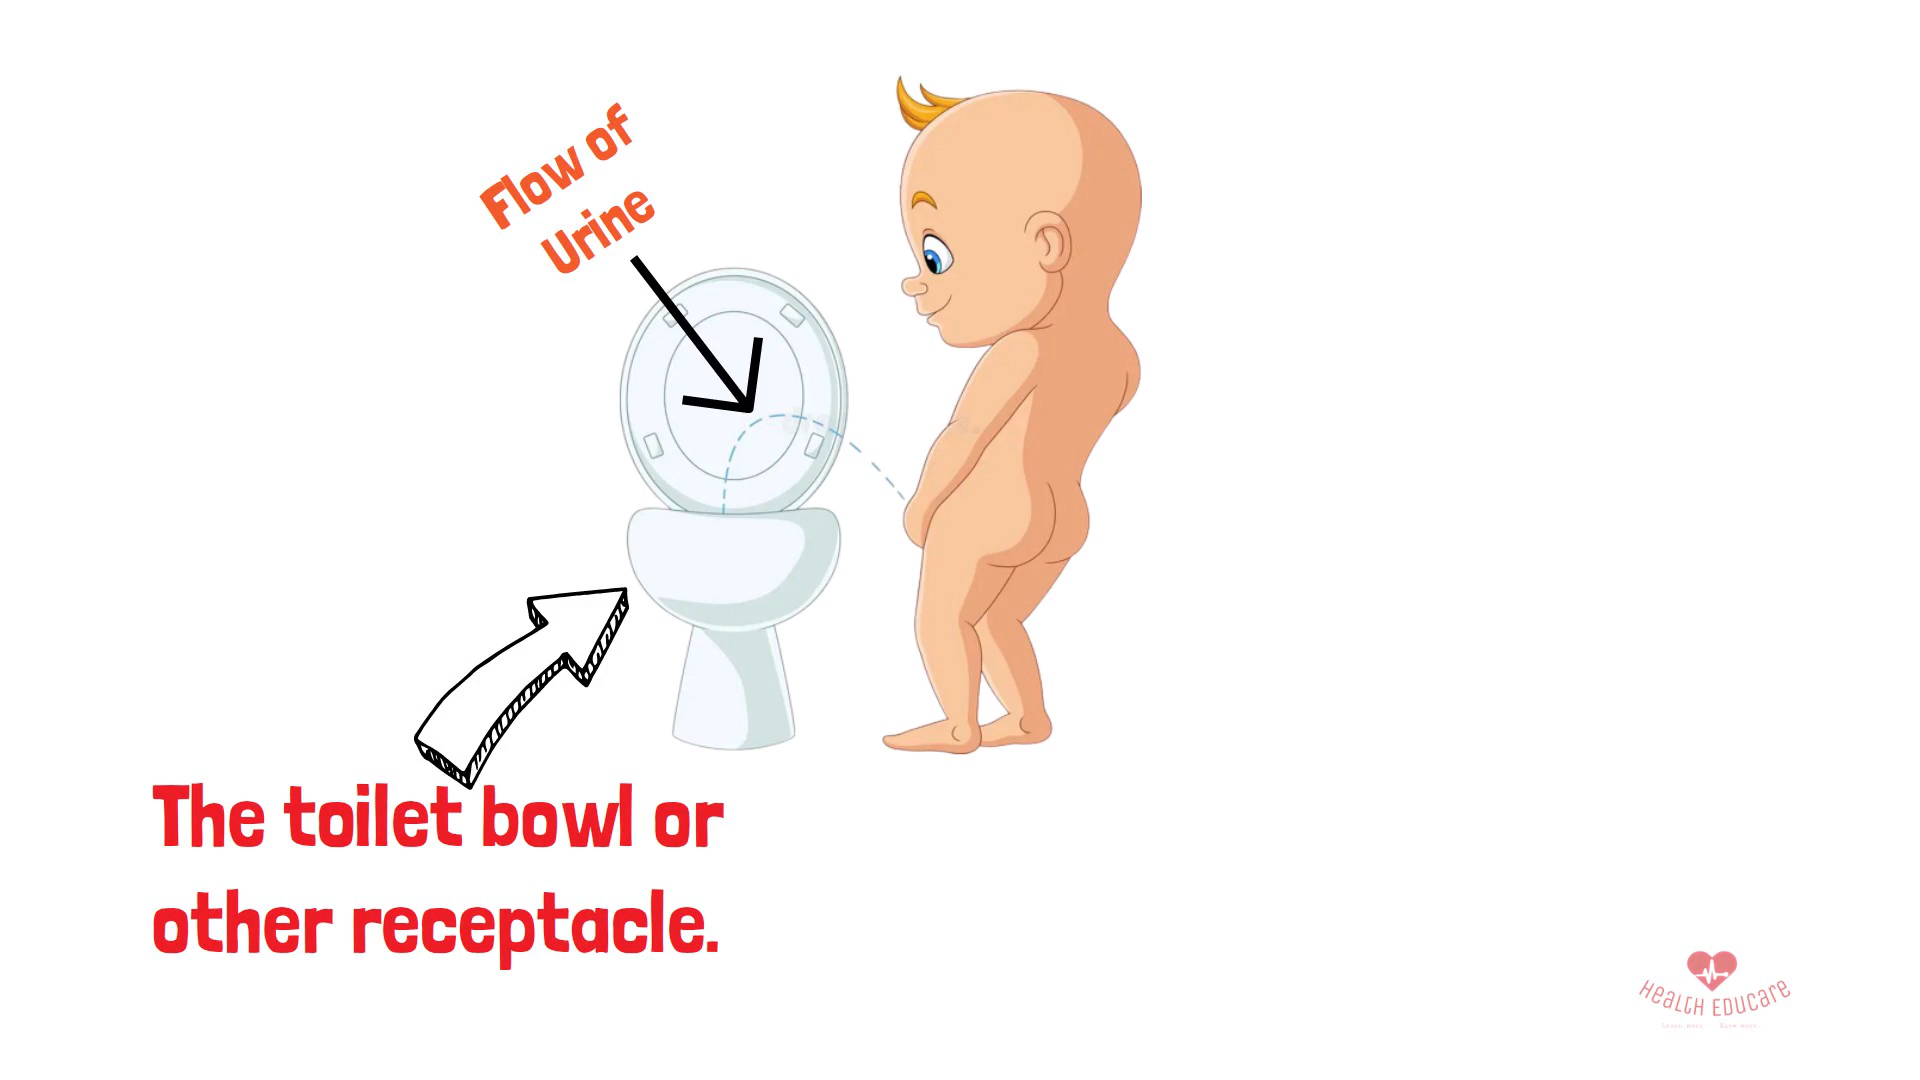 Flow of
Urine
The toilet bowl or
other receptacle.
HEALTH EDUCARE